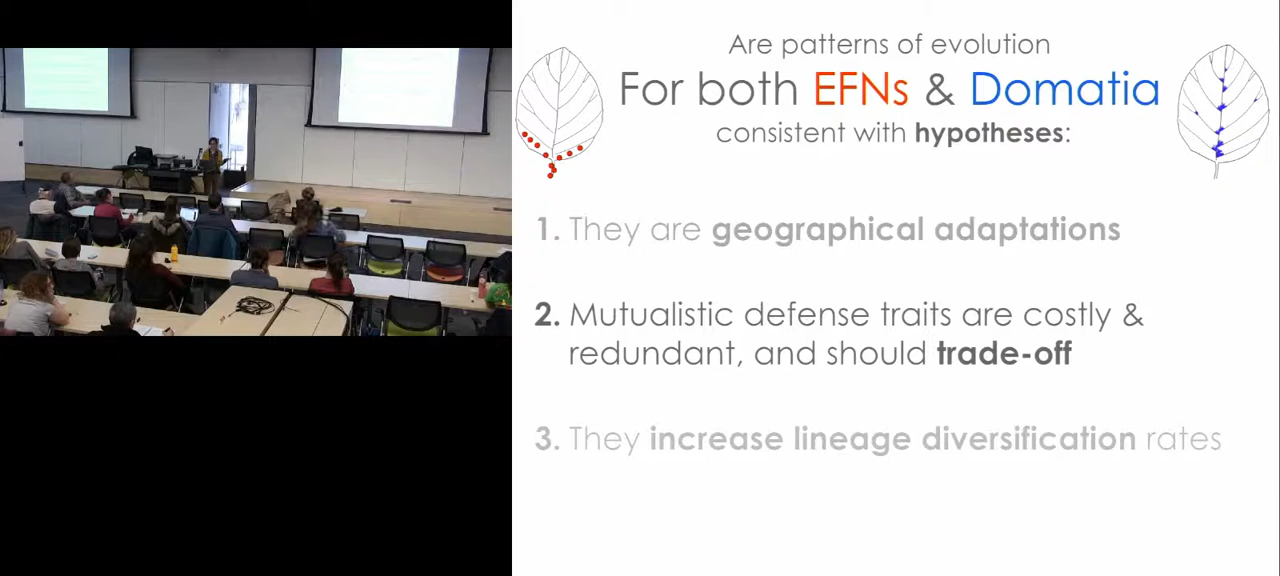 Are patterns of evolution
For both EFNs & Domatia
consistent with hypotheses:
1. They are geographical adaptations
2. Mutualistic defense traits are costly &
redundant, and should trade-off
3. They increase lineage diversification rates